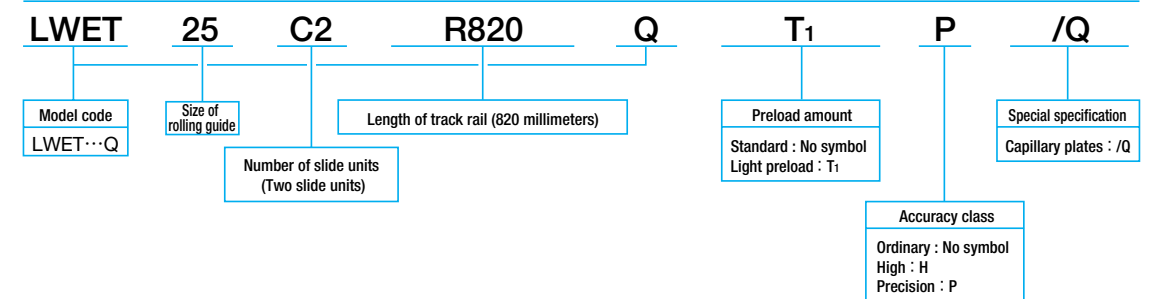 LWET 25 C2 R820 Q T1 P /Q
Model code
LWET···Q
Size of
rolling guide
Number of slide units
(Two slide units)
Length of track rail (820 millimeters)
Preload amount
Standard : No symbol
Light preload : T1
Accuracy class
Ordinary : No symbol
High : H
Precision : P
Special specification
Capillary plates : /Q